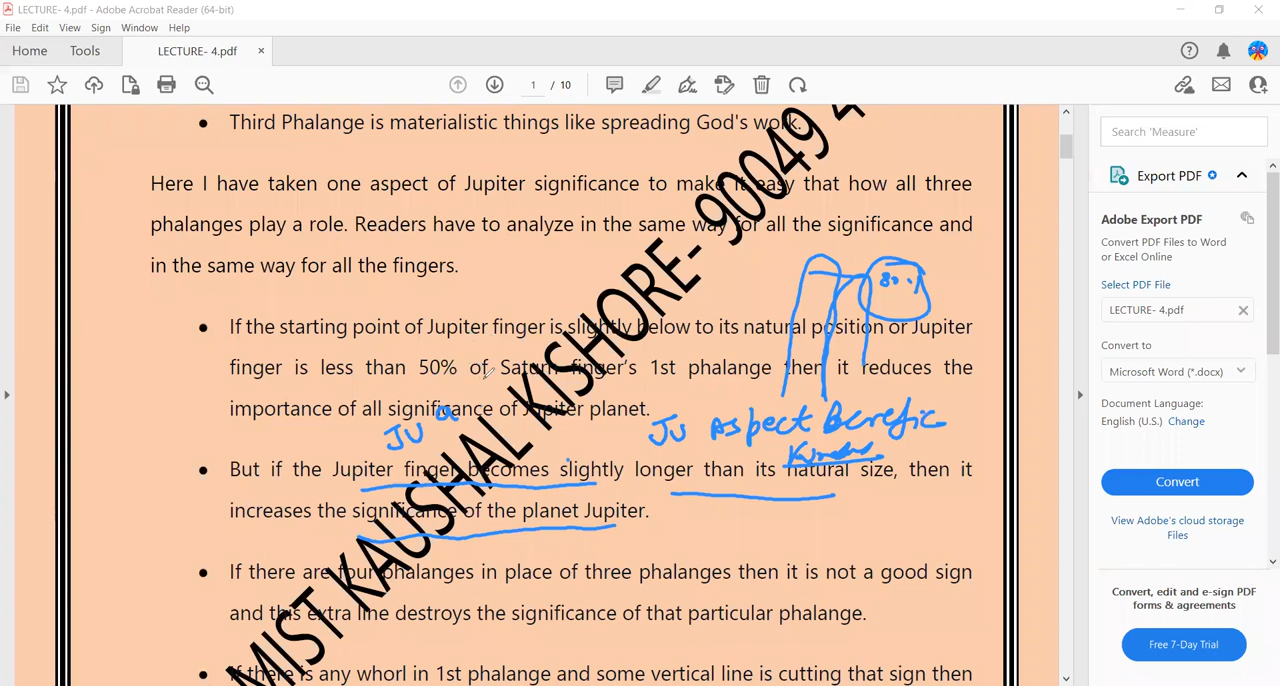 LECTURE- 4.pdf - Adobe Acrobat Reader (64-bit)
File Edit View Sign Window Help
Home Tools LECTURE- 4.pdf ×
1 / 10
• Third Phalange is materialistic things like spreading God's work.
Here I have taken one aspect of Jupiter significance to make it easy that how all three
phalanges play a role. Readers have to analyze in the same way for all the significance and
in the same way for all the fingers.
• If the starting point of Jupiter finger is slightly below to its natural position or Jupiter
finger is less than 50% of Saturn finger's 1st phalange then it reduces the
importance of all significance of Jupiter planet.
• But if the Jupiter finger becomes slightly longer than its natural size, then it
increases the significance of the planet Jupiter.
• If there are four phalanges in place of three phalanges then it is not a good sign
and this extra line destroys the significance of that particular phalange.
• If there is any whorl in 1st phalange and some vertical line is cutting that sign then
MIST KAUSHAL KISHORE- 90049 4
80%
JU a
JU Aspect Benefic
Search 'Measure'
Export PDF
Adobe Export PDF
Convert PDF Files to Word
or Excel Online
Select PDF File
LECTURE- 4.pdf
Convert to
Microsoft Word (*.docx)
Document Language:
English (U.S.) Change
Convert
View Adobe's cloud storage
Files
Convert, edit and e-sign PDF
forms & agreements
Free 7-Day Trial